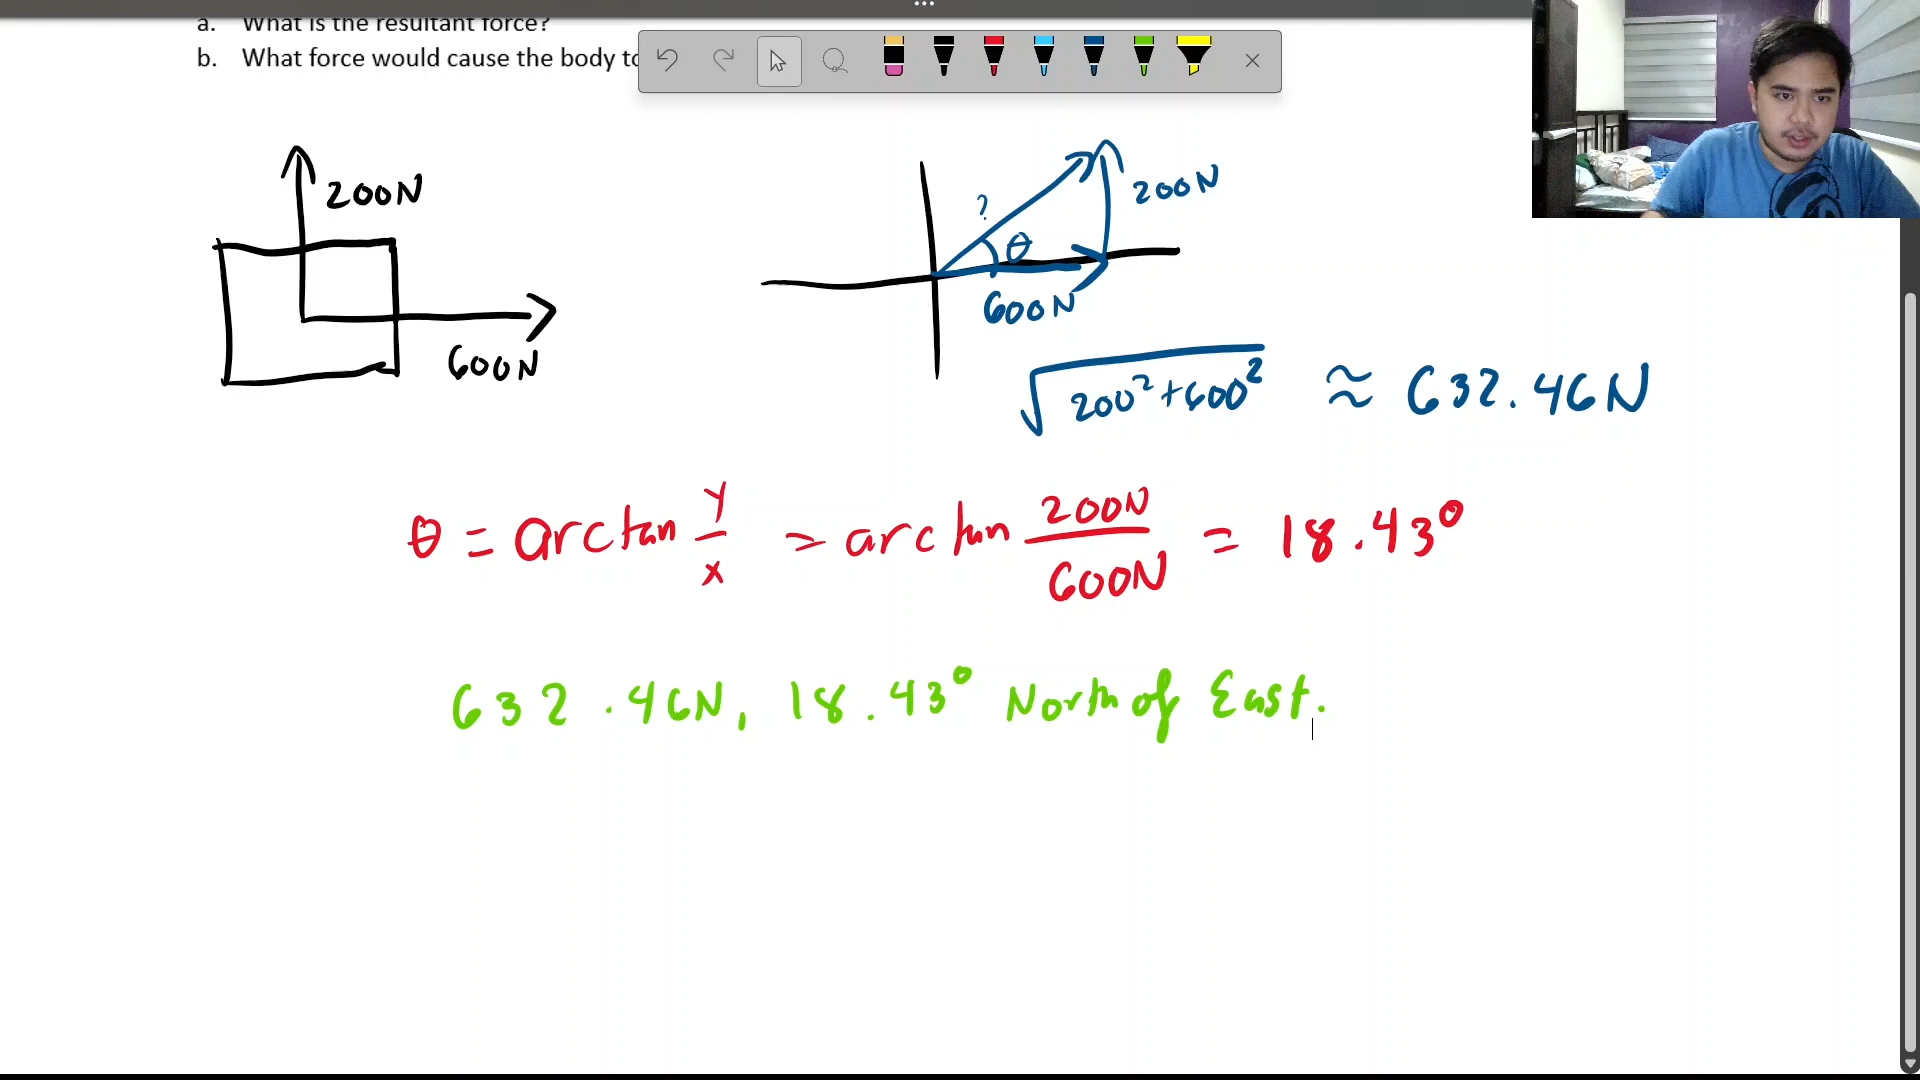 a. What is the resultant force?
b. What force would cause the body to
200N
600N
?
θ
200N
600N
√200²+600² ≈ 632.46N
θ = arctan y/x = arctan 200N/600N = 18.43°
632.46N, 18.43° North of East.